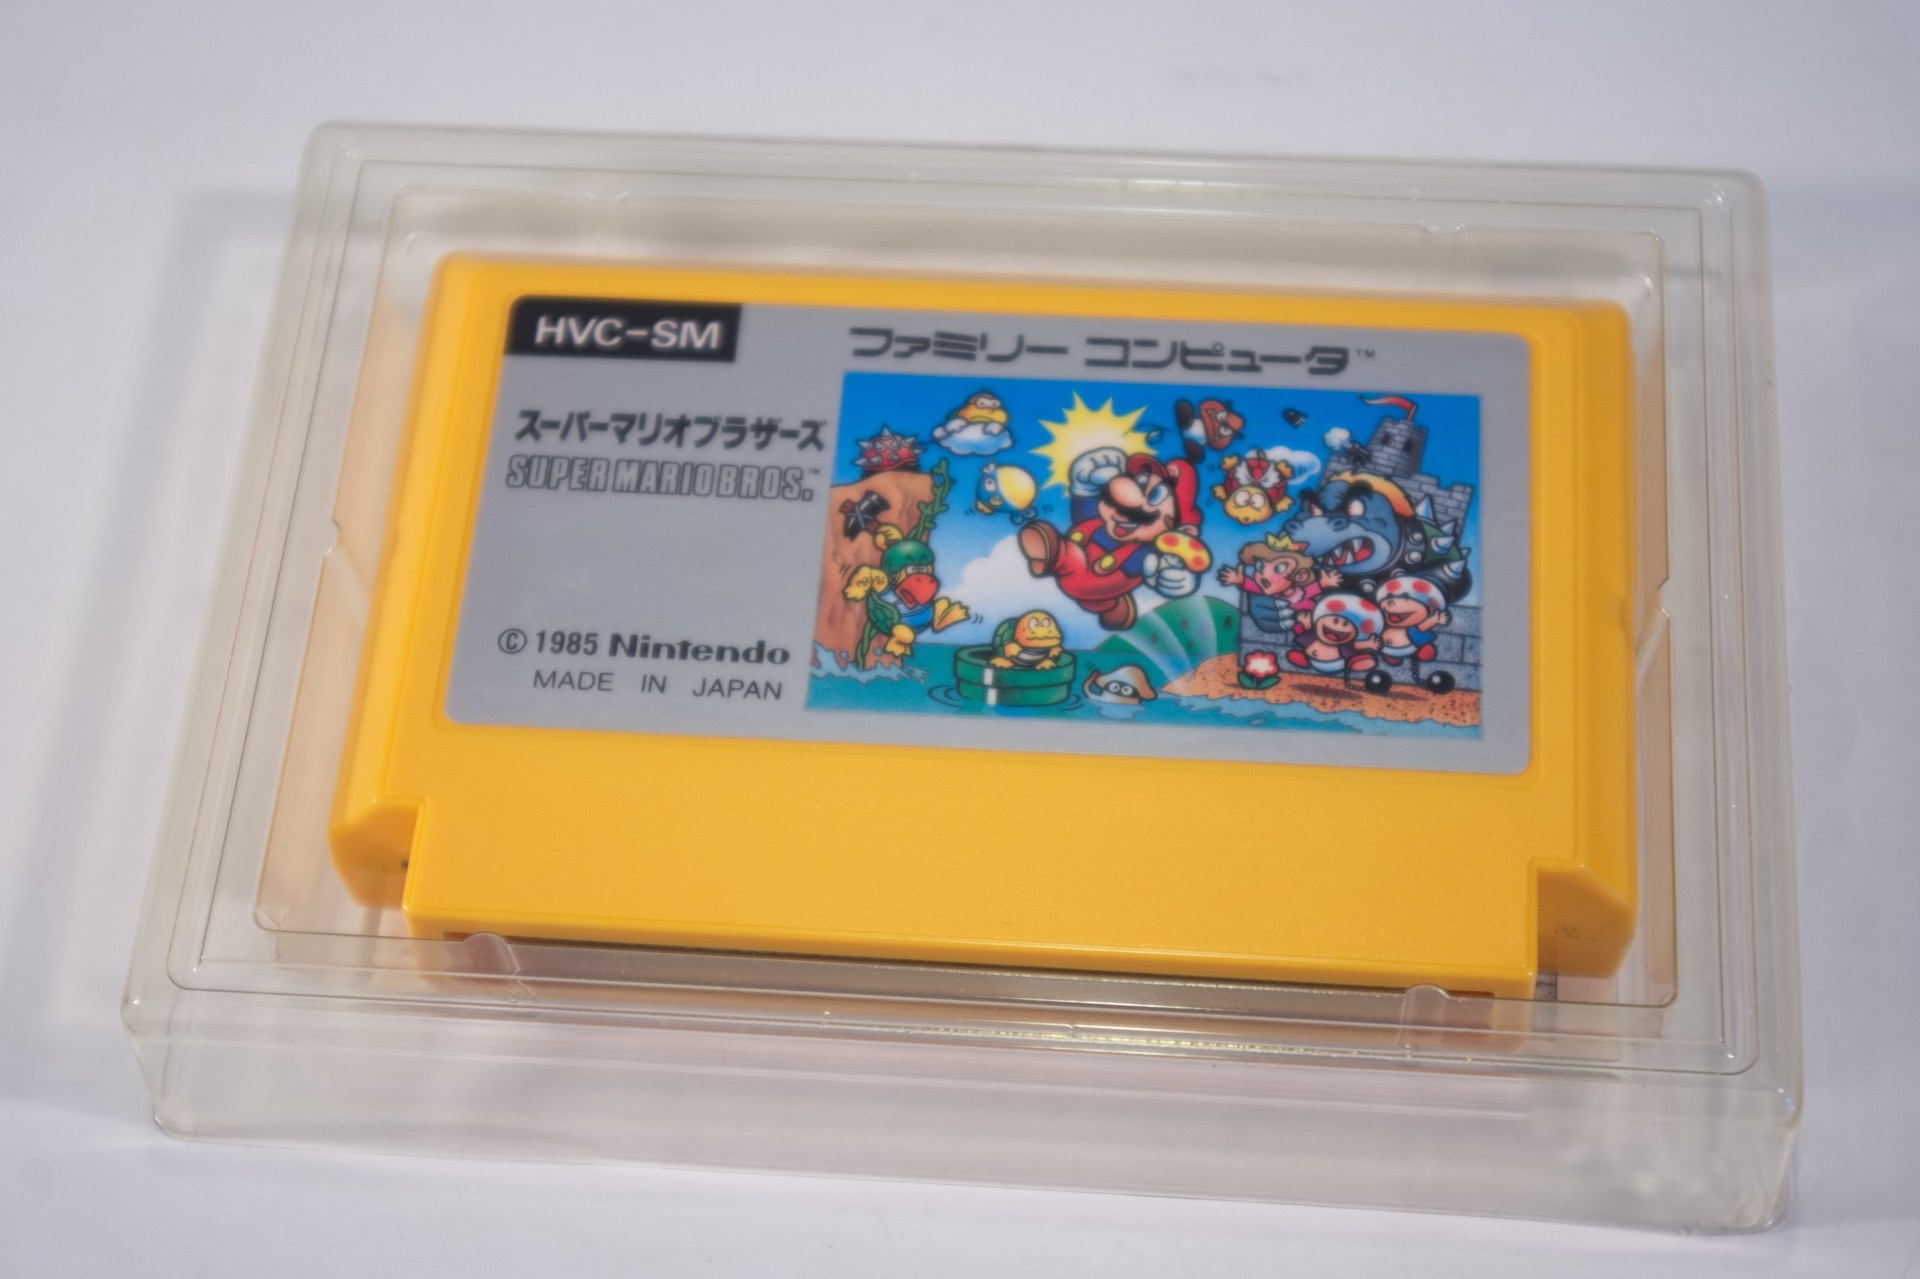 HVC-SM
ファミリー コンピュータ™
スーパーマリオブラザーズ
SUPER MARIO BROS.™
© 1985 Nintendo
MADE IN JAPAN